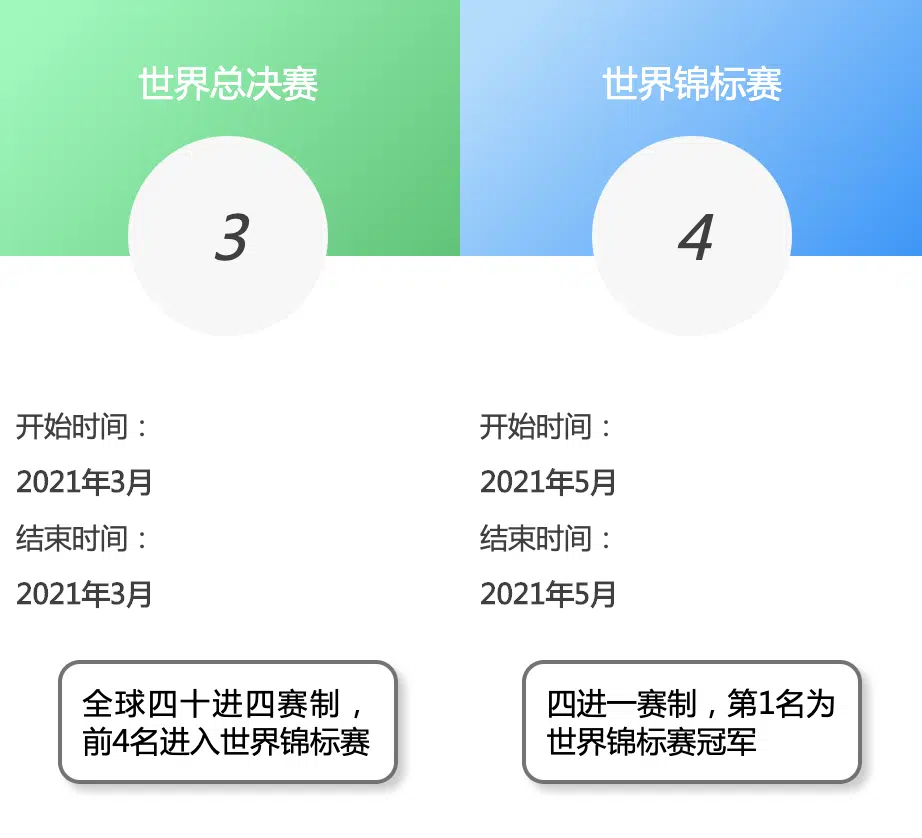 世界总决赛
3
开始时间：
2021年3月
结束时间：
2021年3月
全球四十进四赛制，
前4名进入世界锦标赛
世界锦标赛
4
开始时间：
2021年5月
结束时间：
2021年5月
四进一赛制，第1名为
世界锦标赛冠军